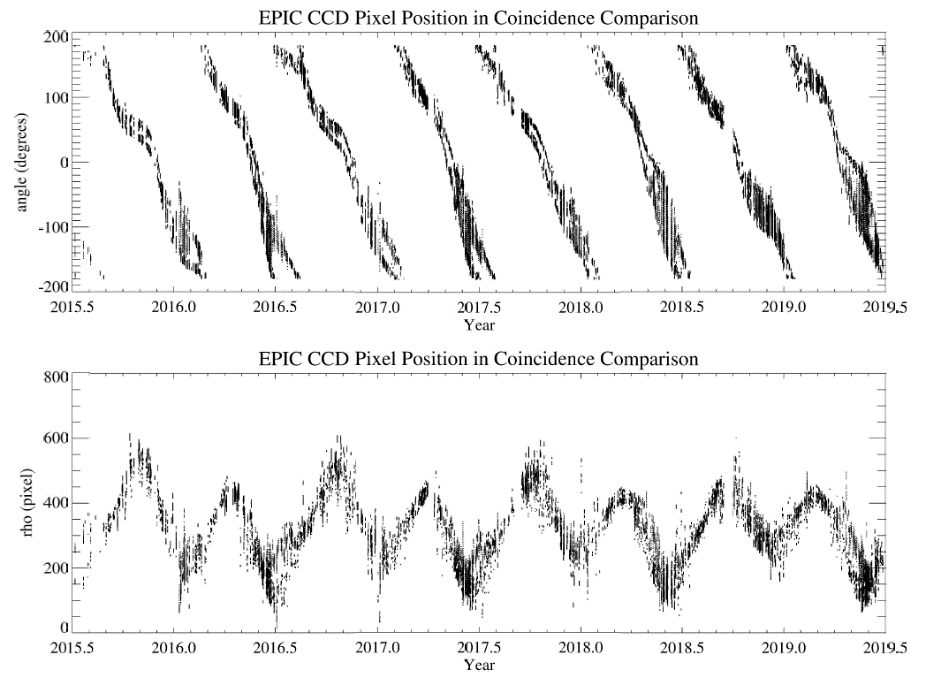 EPIC CCD Pixel Position in Coincidence Comparison
200
100
0
-100
-200
angle (degrees)
2015.5 2016.0 2016.5 2017.0 2017.5 2018.0 2018.5 2019.0 2019.5
Year
EPIC CCD Pixel Position in Coincidence Comparison
800
600
400
200
0
rho (pixel)
2015.5 2016.0 2016.5 2017.0 2017.5 2018.0 2018.5 2019.0 2019.5
Year